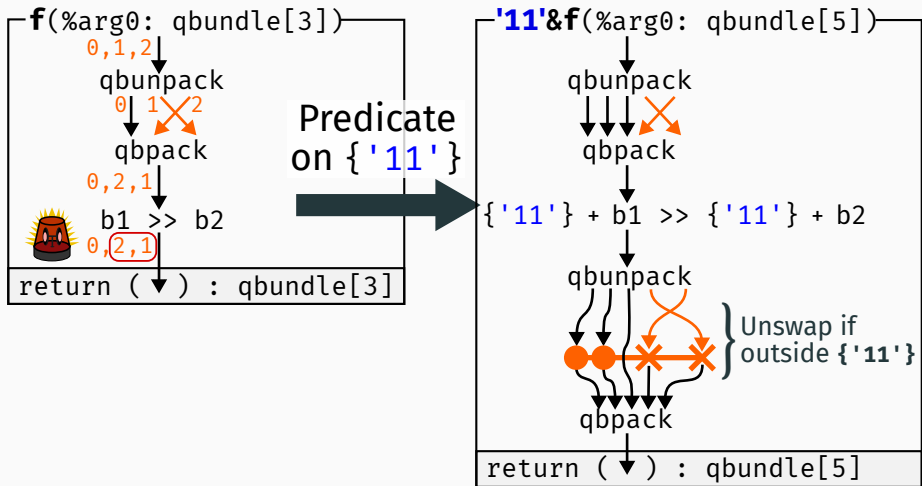 f(%arg0: qbundle[3])
0,1,2
qbunpack
0 1 2
qbpack
0,2,1
b1 >> b2
0,2,1
return ( ) : qbundle[3]
Predicate
on {'11'}
'11'&f(%arg0: qbundle[5])
qbunpack
qbpack
{'11'} + b1 >> {'11'} + b2
qbunpack
Unswap if
outside {'11'}
qbpack
return ( ) : qbundle[5]